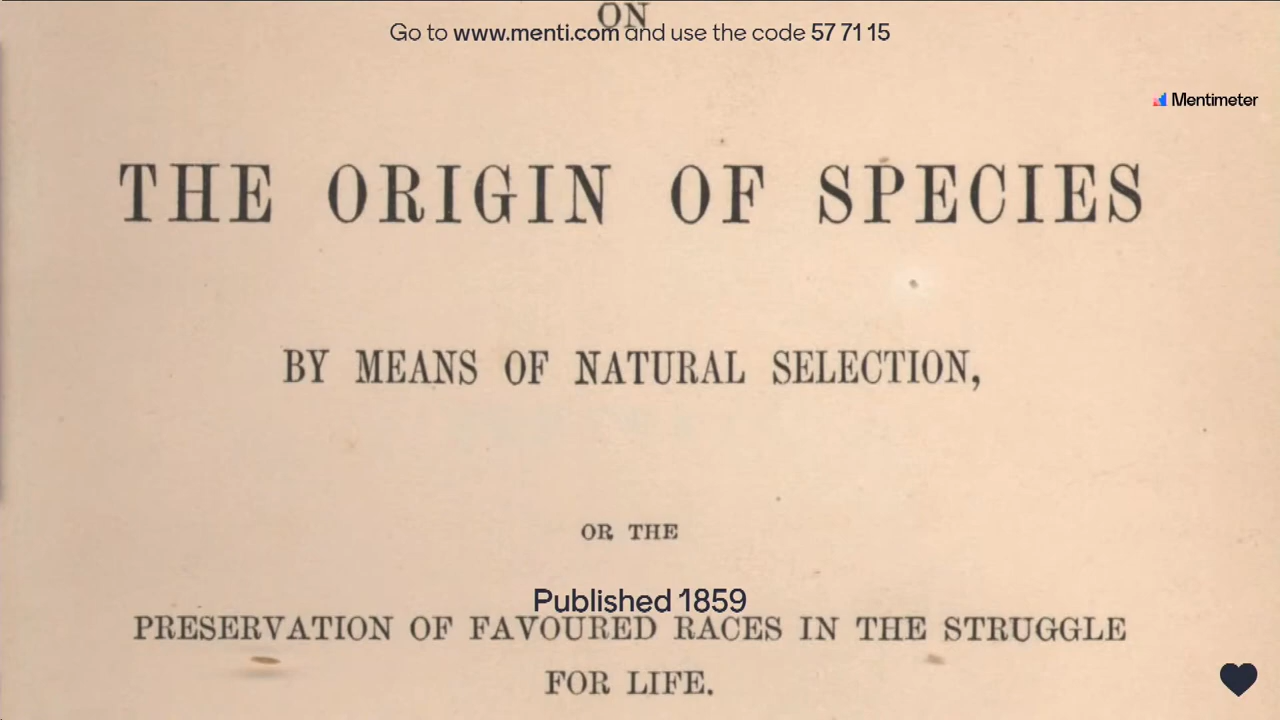 ON
Go to www.menti.com and use the code 57 71 15
Mentimeter
THE ORIGIN OF SPECIES
BY MEANS OF NATURAL SELECTION,
OR THE
Published 1859
PRESERVATION OF FAVOURED RACES IN THE STRUGGLE
FOR LIFE.